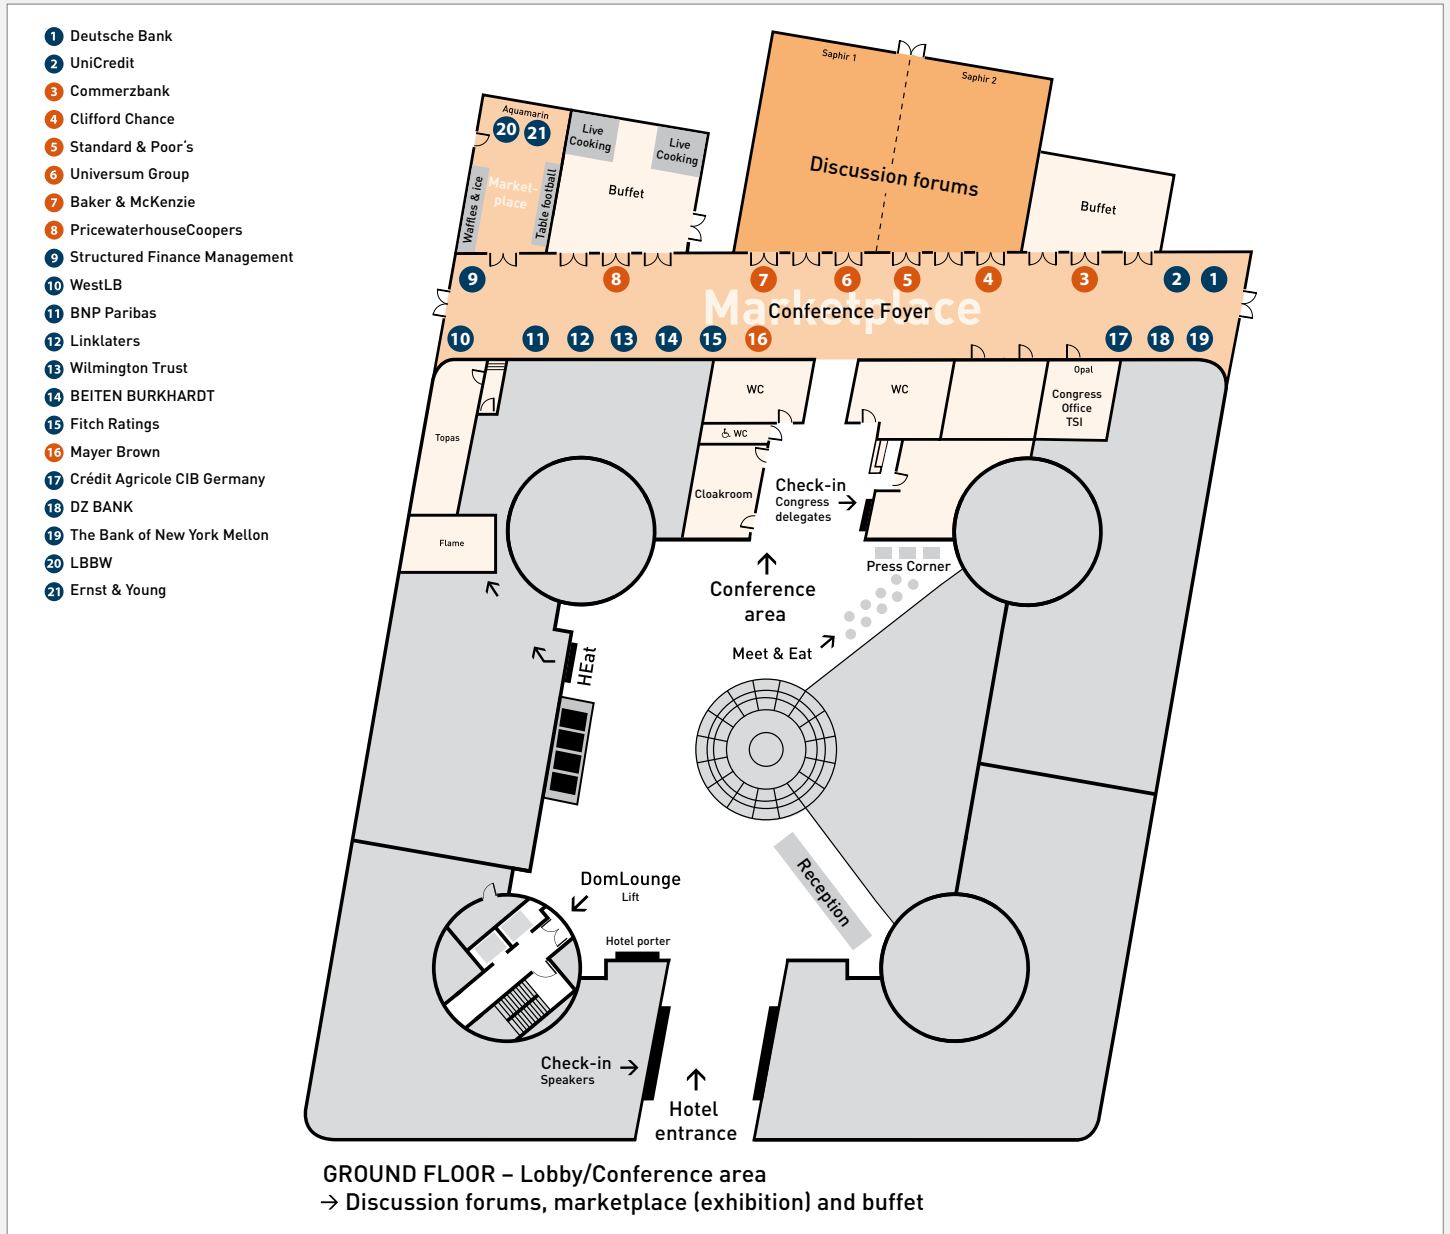 1 Deutsche Bank
2 UniCredit
3 Commerzbank
4 Clifford Chance
5 Standard & Poor's
6 Universum Group
7 Baker & McKenzie
8 PricewaterhouseCoopers
9 Structured Finance Management
10 WestLB
11 BNP Paribas
12 Linklaters
13 Wilmington Trust
14 BEITEN BURKHARDT
15 Fitch Ratings
16 Mayer Brown
17 Crédit Agricole CIB Germany
18 DZ BANK
19 The Bank of New York Mellon
20 LBBW
21 Ernst & Young
Saphir 1
Saphir 2
Discussion forums
Aquamarin
20 21
Market-
place
Waffles & ice
Table football
Live
Cooking
Live
Cooking
Buffet
Buffet
9 8 7 6 5 4 3 2 1
Marketplace
Conference Foyer
10 11 12 13 14 15 16 17 18 19
Topas
WC
WC
Opal
Congress
Office
TSI
WC
Cloakroom
Check-in
Congress →
delegates
Flame
Press Corner
↑
Conference
area
Meet & Eat
HEat
DomLounge
Lift
Reception
Hotel porter
Check-in →
Speakers
↑
Hotel
entrance
GROUND FLOOR – Lobby/Conference area
→ Discussion forums, marketplace (exhibition) and buffet